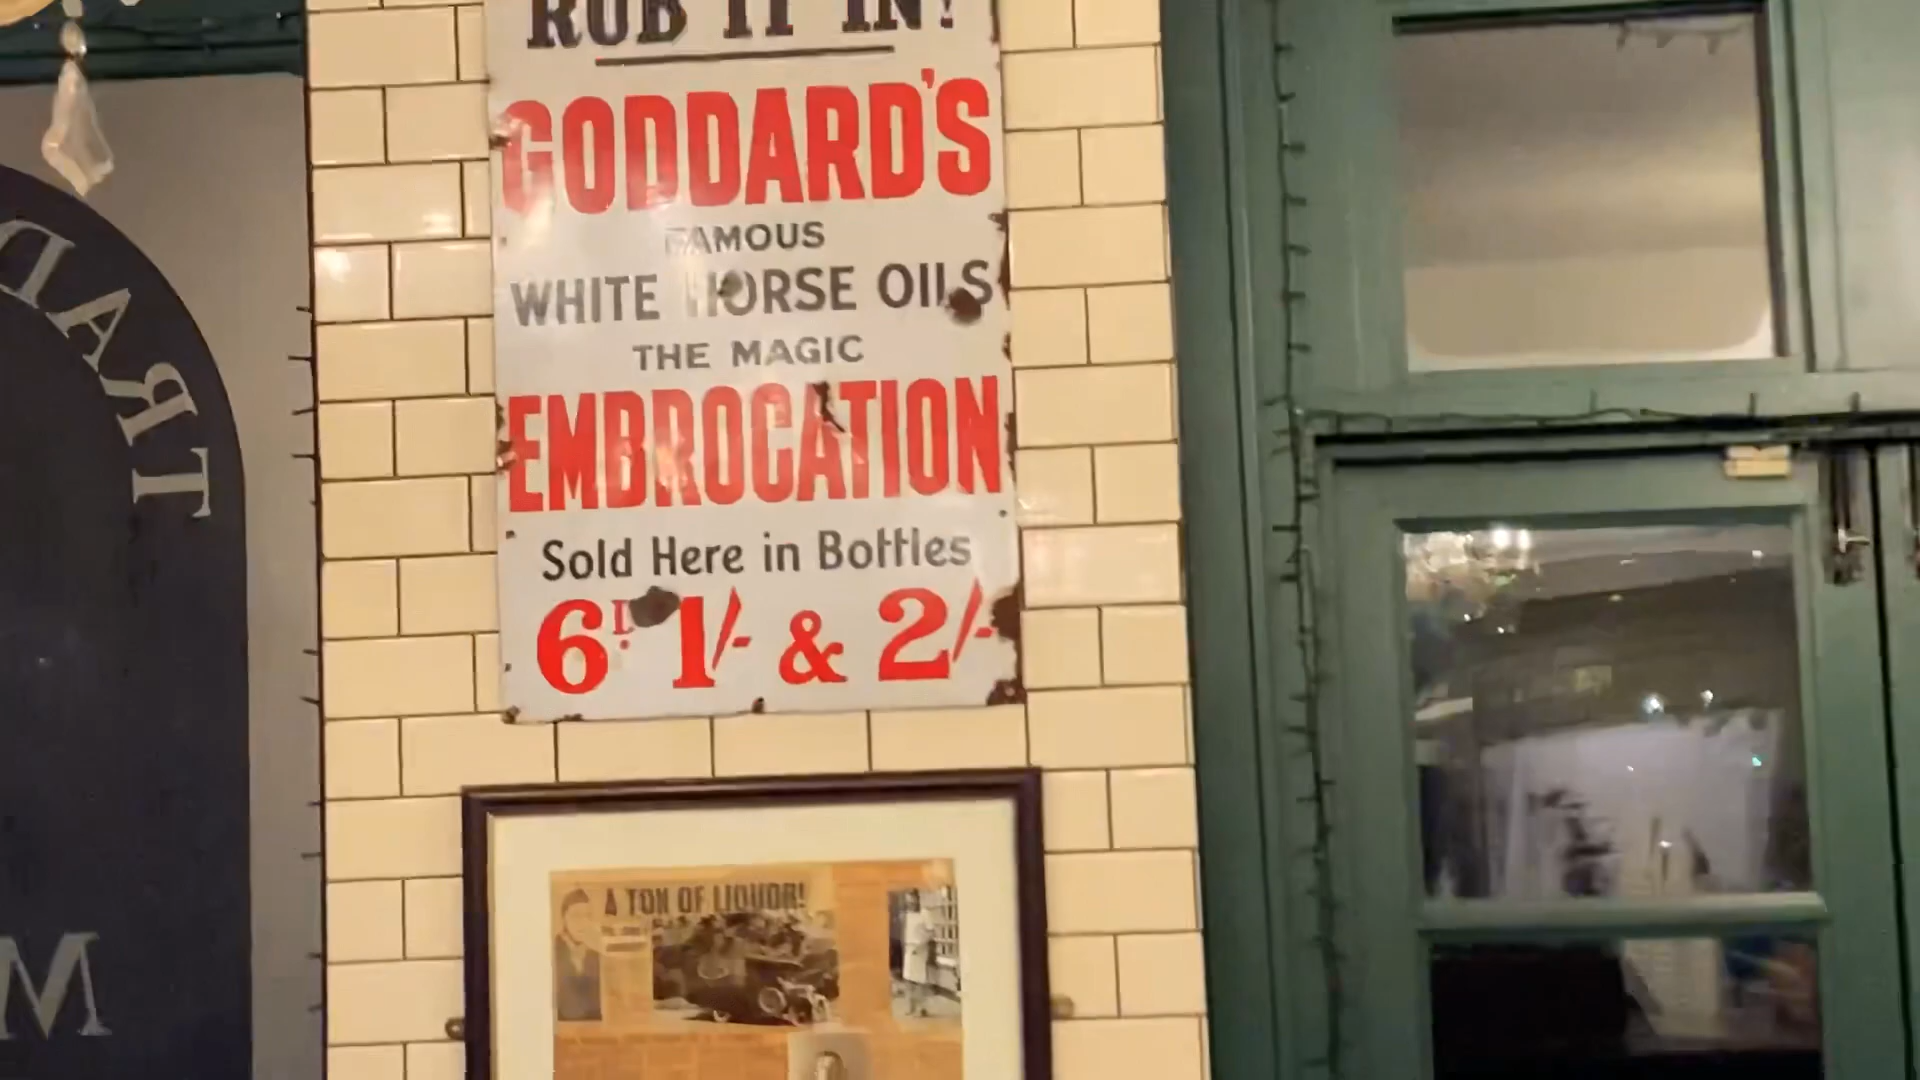 RUB IT IN!
GODDARD'S
FAMOUS
WHITE HORSE OILS
THE MAGIC
EMBROCATION
Sold Here in Bottles
6D. 1/- & 2/-
A TON OF LIQUOR!
TRAD
M